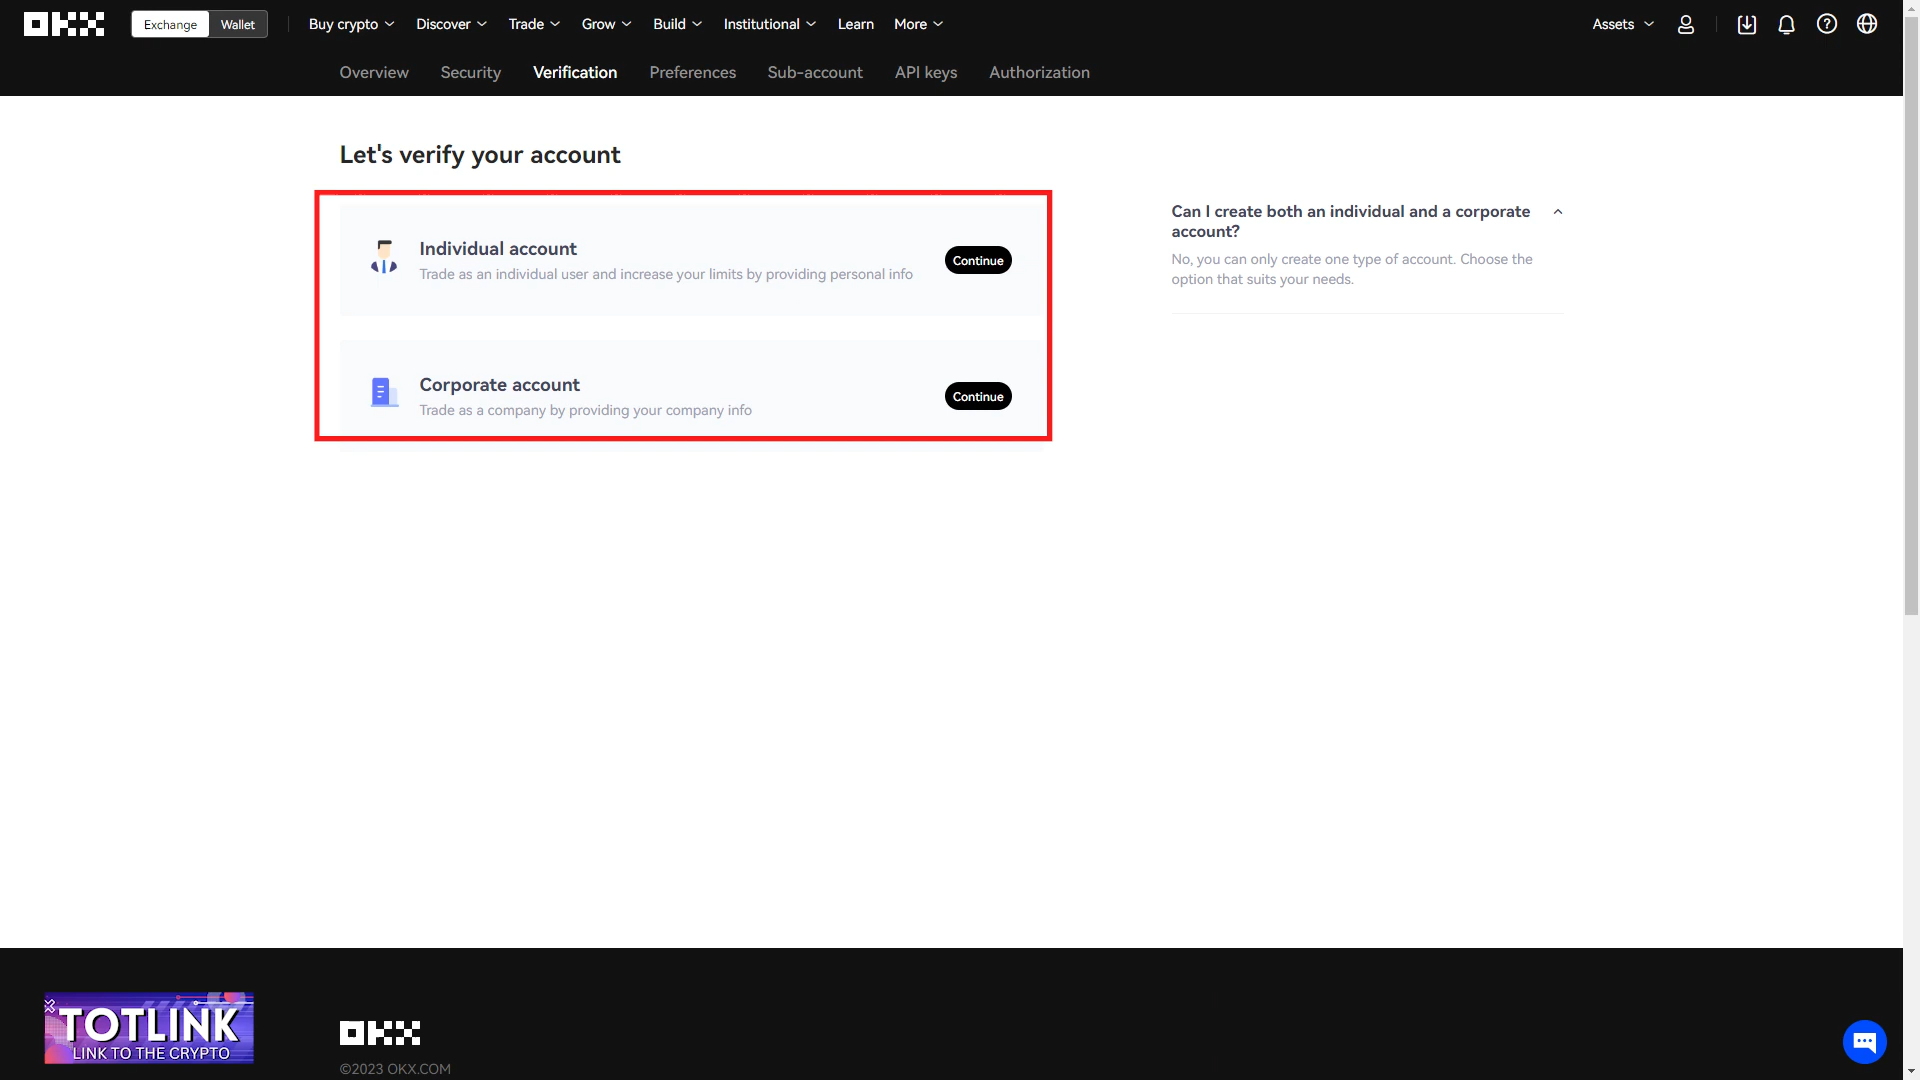 OKX
Exchange
Wallet
Buy crypto
Discover
Trade
Grow
Build
Institutional
Learn
More
Assets
Overview
Security
Verification
Preferences
Sub-account
API keys
Authorization
Let's verify your account
Individual account
Trade as an individual user and increase your limits by providing personal info
Continue
Corporate account
Trade as a company by providing your company info
Continue
Can I create both an individual and a corporate
account?
No, you can only create one type of account. Choose the
option that suits your needs.
TOTLINK
LINK TO THE CRYPTO
OKX
©2023 OKX.COM